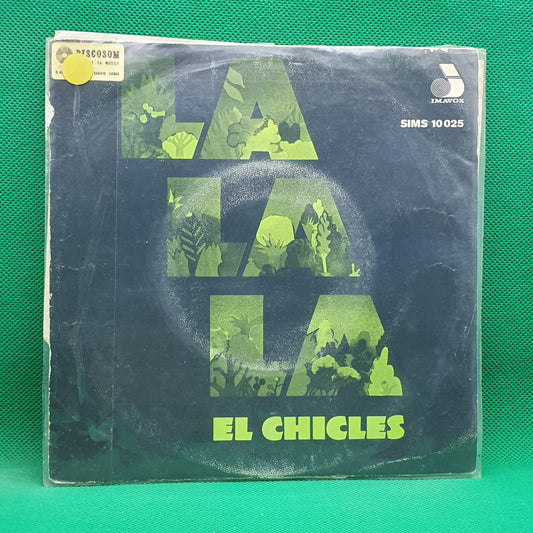 DISCOSOM
IMAVOX
SIMS 10 025
LA
LA
LA
EL CHICLES